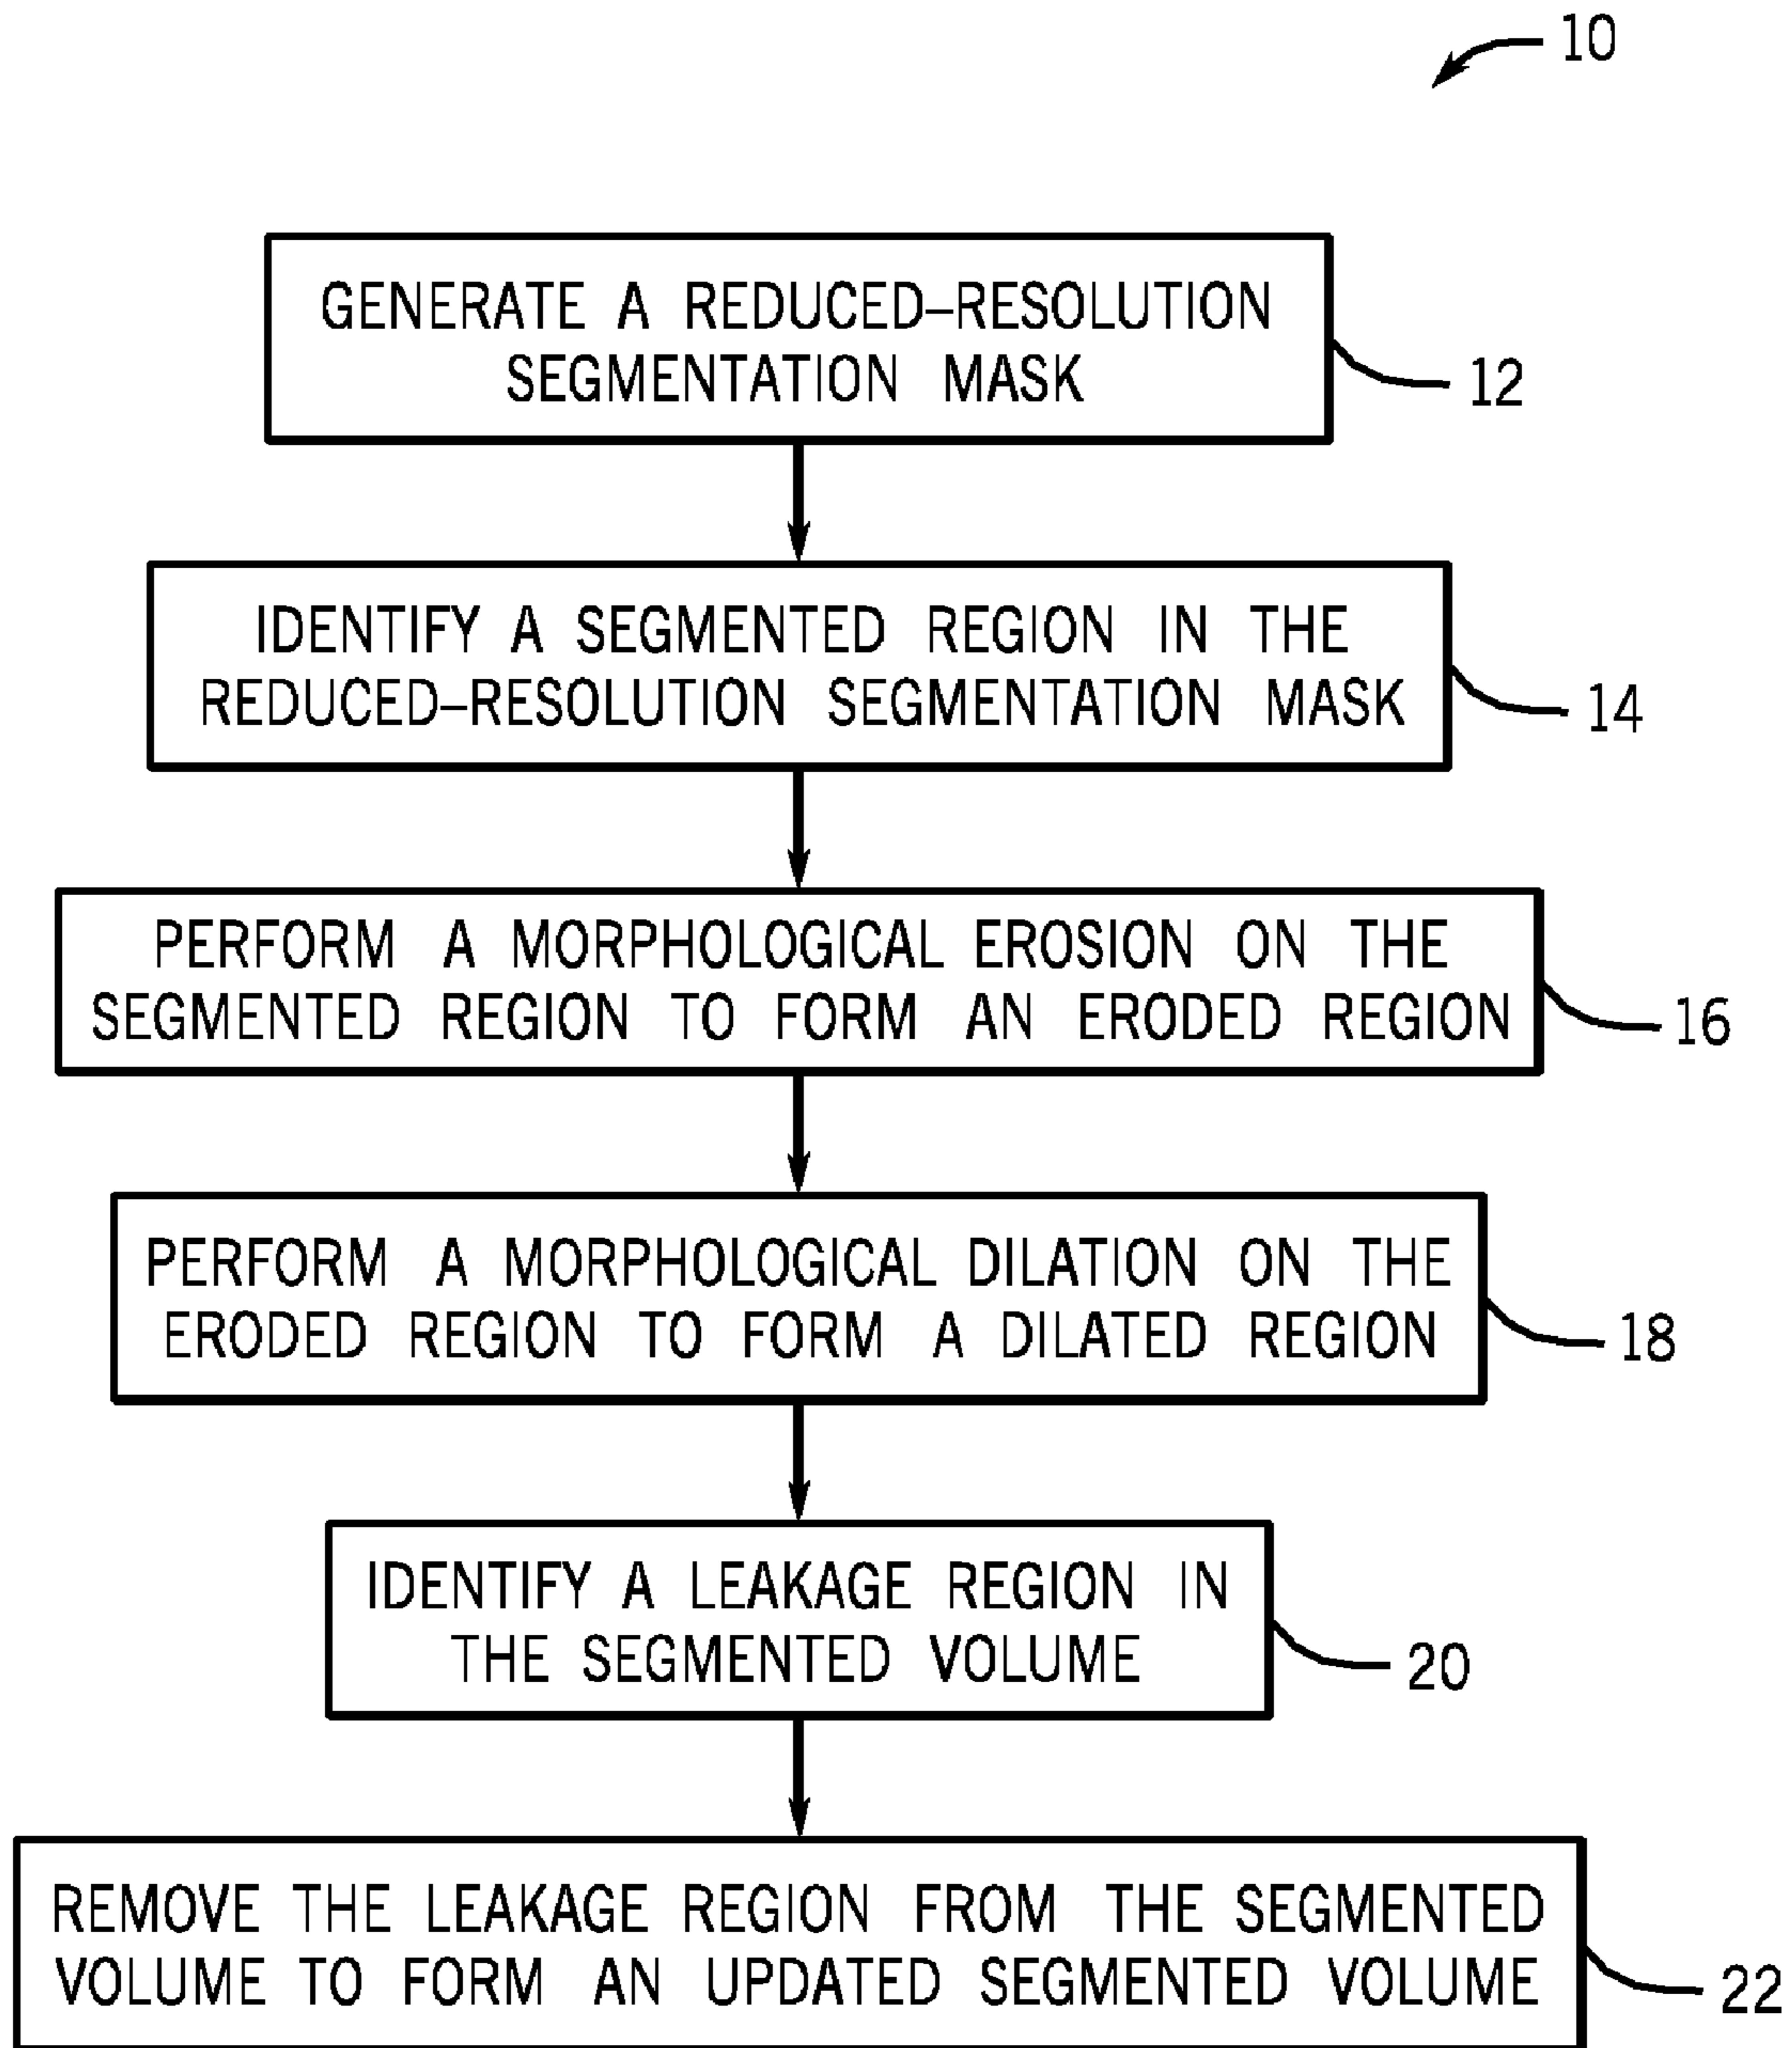 10
GENERATE A REDUCED-RESOLUTION
SEGMENTATION MASK
12
IDENTIFY A SEGMENTED REGION IN THE
REDUCED-RESOLUTION SEGMENTATION MASK
14
PERFORM A MORPHOLOGICAL EROSION ON THE
SEGMENTED REGION TO FORM AN ERODED REGION
16
PERFORM A MORPHOLOGICAL DILATION ON THE
ERODED REGION TO FORM A DILATED REGION
18
IDENTIFY A LEAKAGE REGION IN
THE SEGMENTED VOLUME
20
REMOVE THE LEAKAGE REGION FROM THE SEGMENTED
VOLUME TO FORM AN UPDATED SEGMENTED VOLUME
22